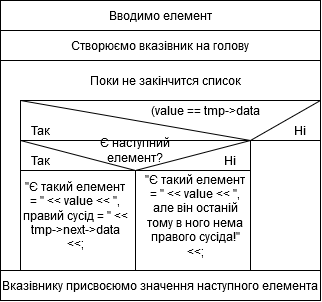 Вводимо елемент
Створюємо вказівник на голову
Поки не закінчится список
(value == tmp->data
Так
Ні
Є наступний
елемент?
Так
Ні
"Є такий елемент
= " << value << ",
правий сусід = " <<
tmp->next->data
<<;
"Є такий елемент
= " << value << ",
але він останій
тому в ного нема
правого сусіда!"
<<;
Вказівнику присвоюємо значення наступного елемента